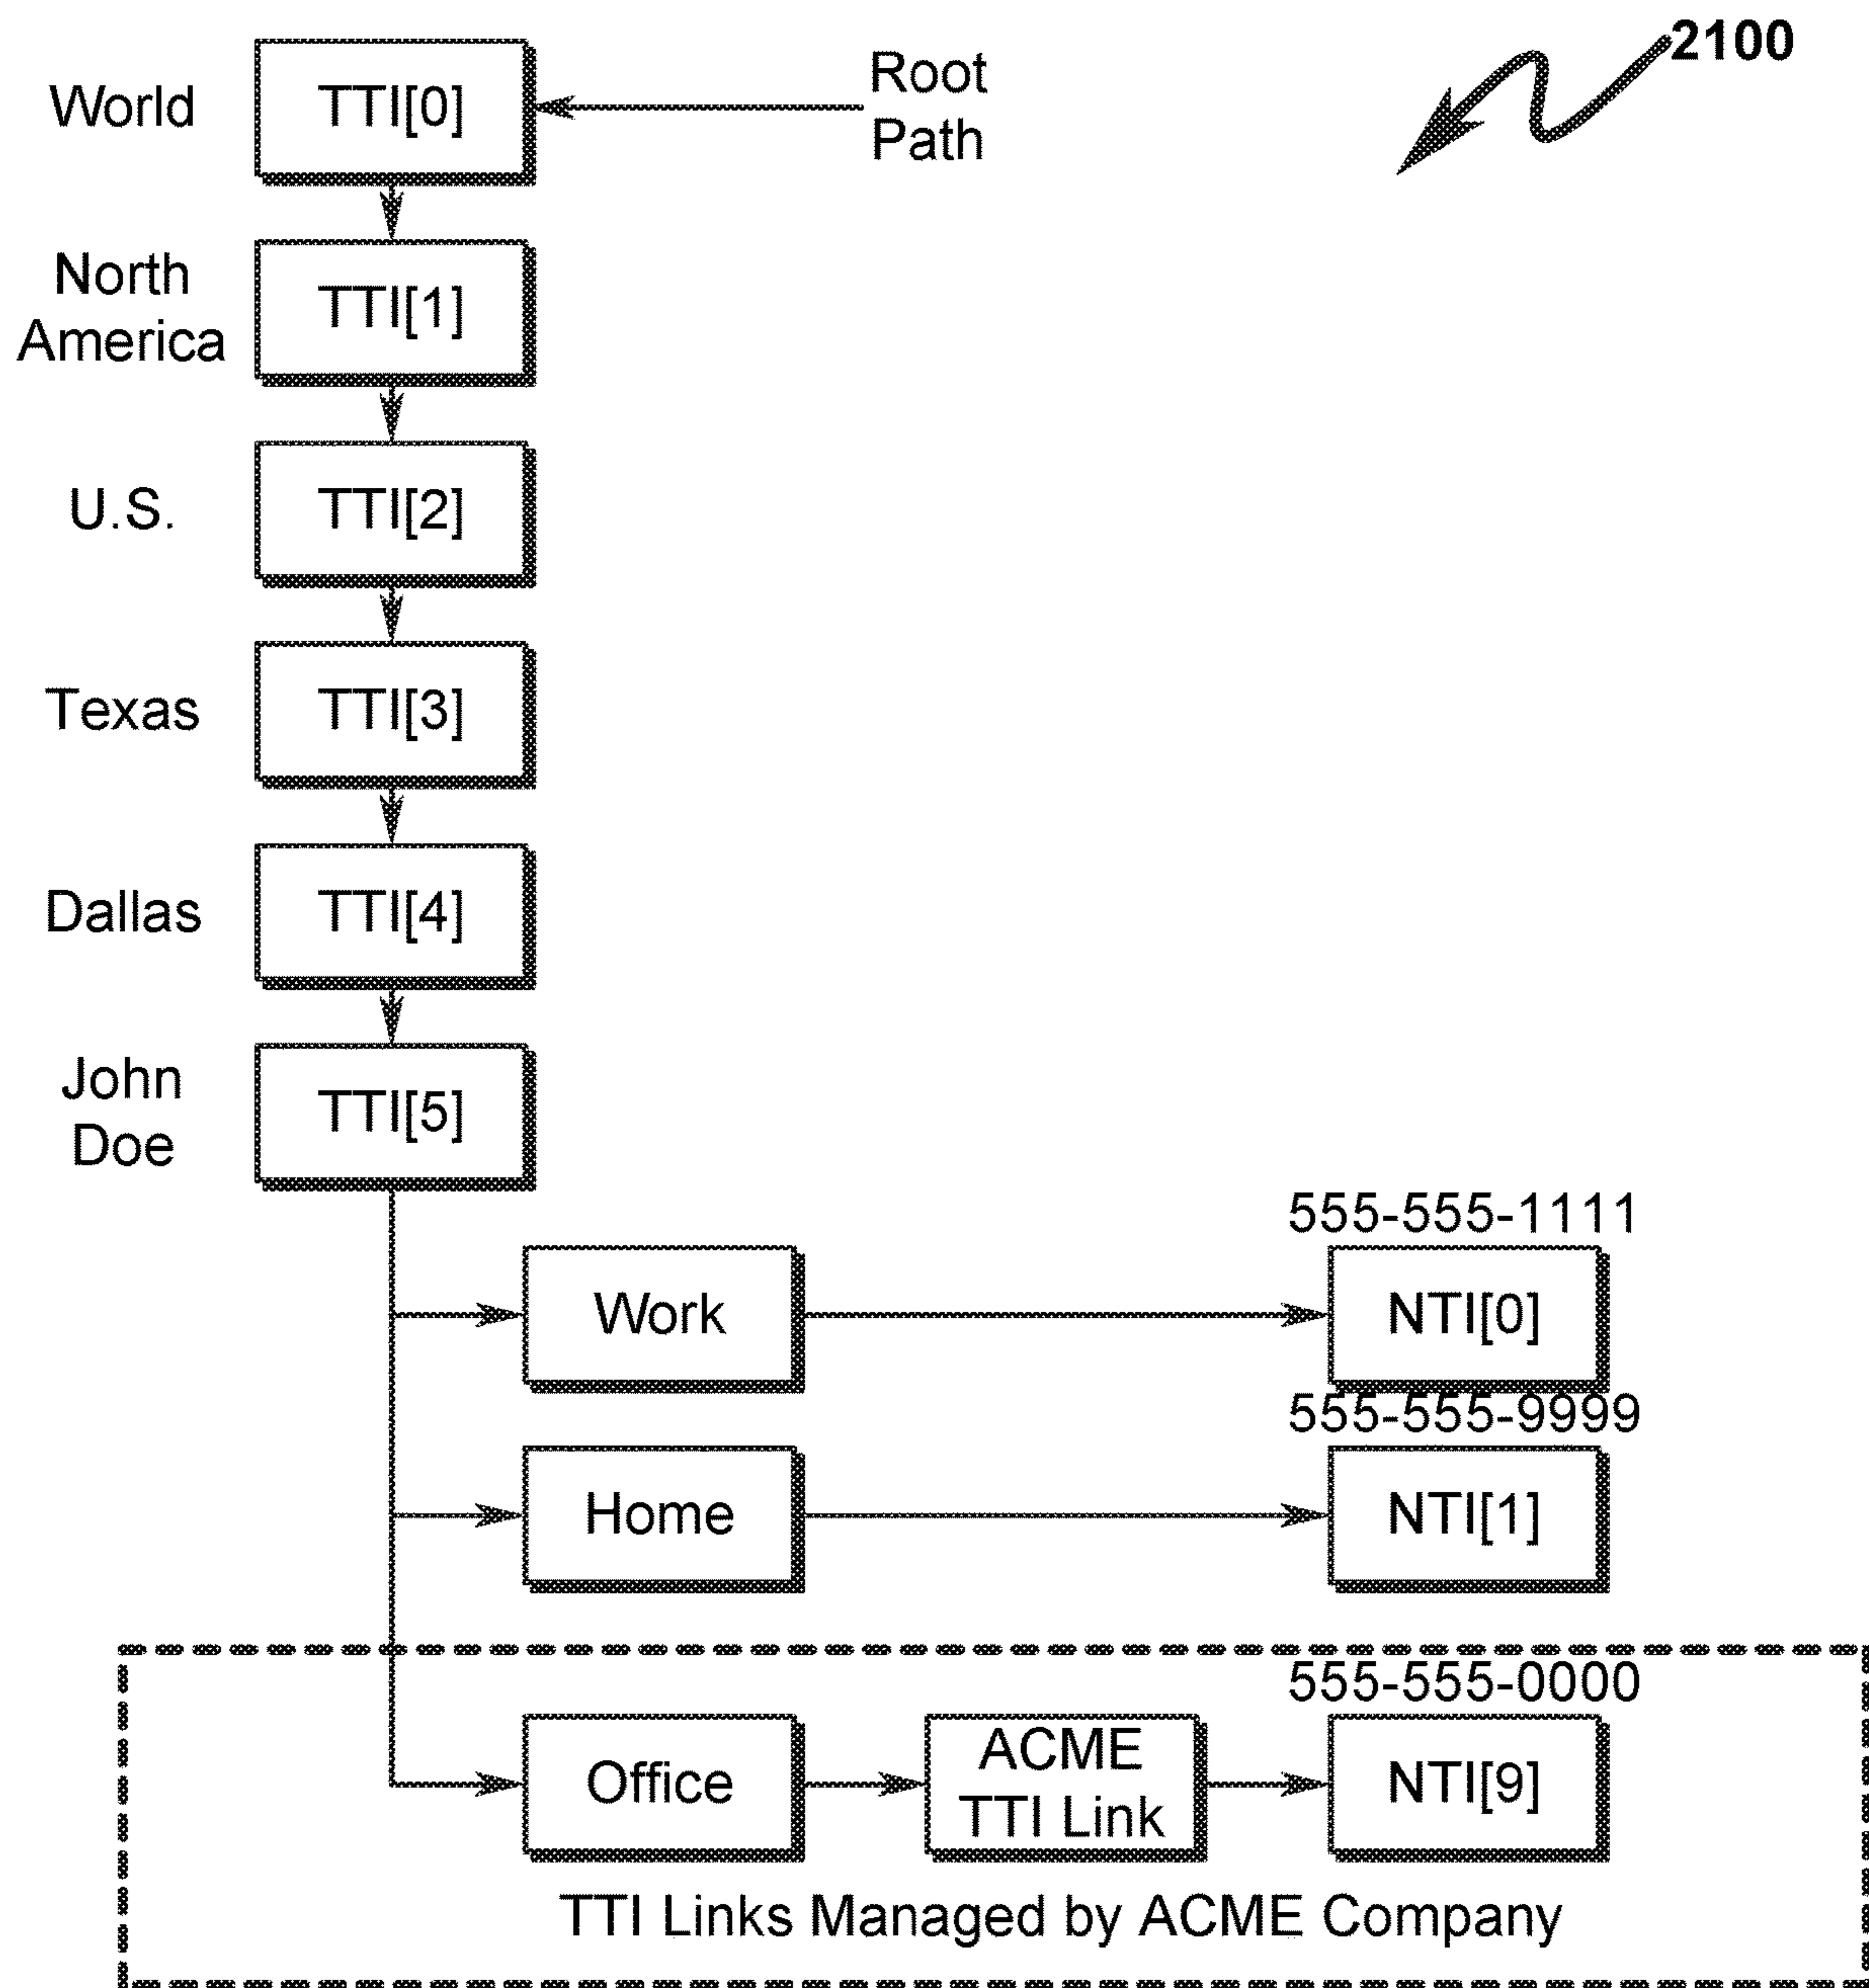 2100
World
TTI[0]
Root
Path
North
America
TTI[1]
U.S.
TTI[2]
Texas
TTI[3]
Dallas
TTI[4]
John
Doe
TTI[5]
555-555-1111
Work
NTI[0]
555-555-9999
Home
NTI[1]
555-555-0000
Office
ACME
TTI Link
NTI[9]
TTI Links Managed by ACME Company